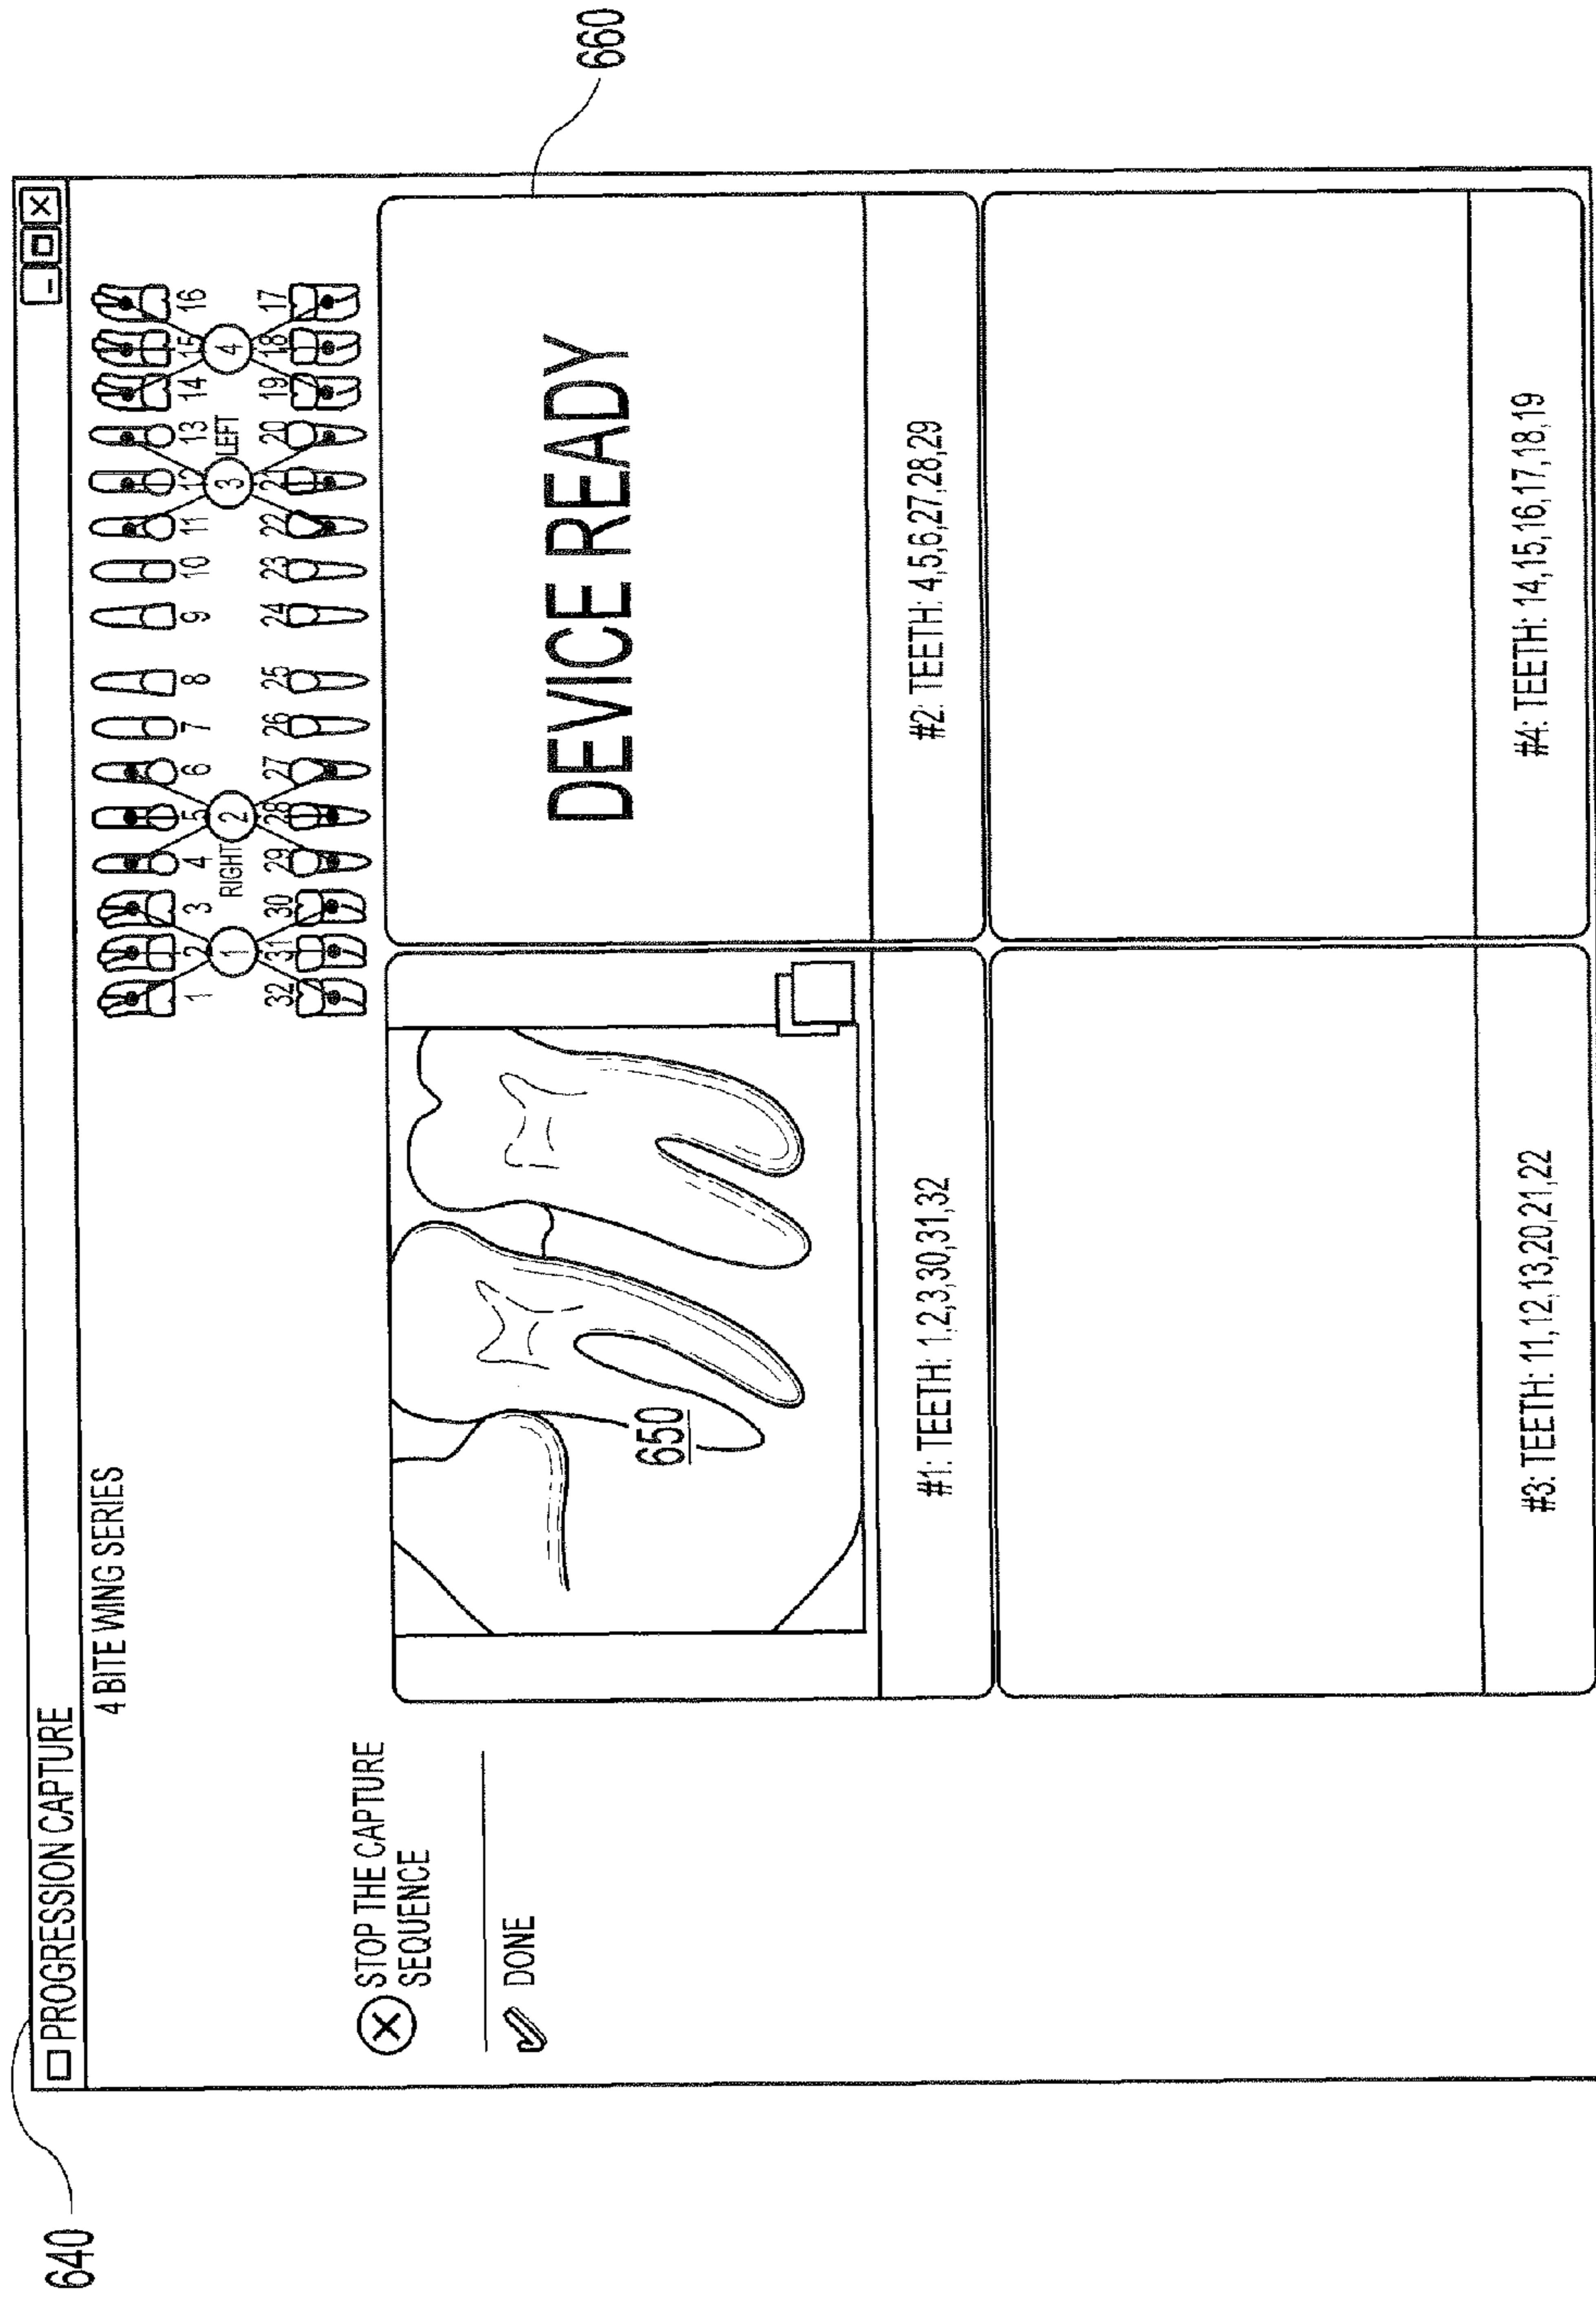 640
PROGRESSION CAPTURE
4 BITE WING SERIES
1 2 3 4 5 6 7 8 9 10 11 12 13 14 15 16
1 RIGHT 2 3 LEFT 4
32 31 30 29 28 27 26 25 24 23 22 21 20 19 18 17
STOP THE CAPTURE
SEQUENCE
DONE
650
#1: TEETH: 1,2,3,30,31,32
DEVICE READY
660
#2: TEETH: 4,5,6,27,28,29
#3: TEETH: 11,12,13,20,21,22
#4: TEETH: 14,15,16,17,18,19